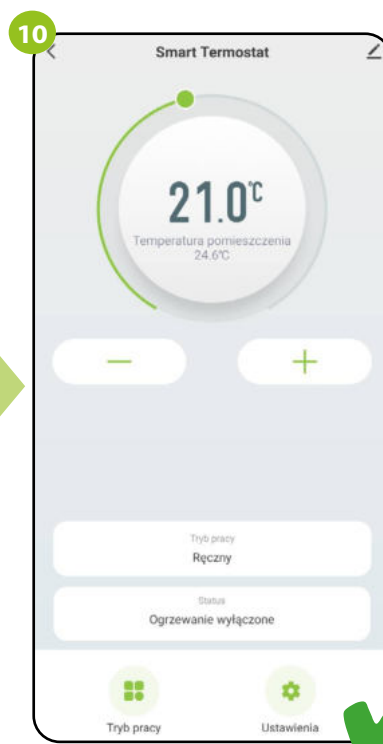 10
Smart Termostat
21.0°C
Temperatura pomieszczenia
24.6°C
− +
Tryb pracy
Ręczny
Status
Ogrzewanie wyłączone
Tryb pracy Ustawienia